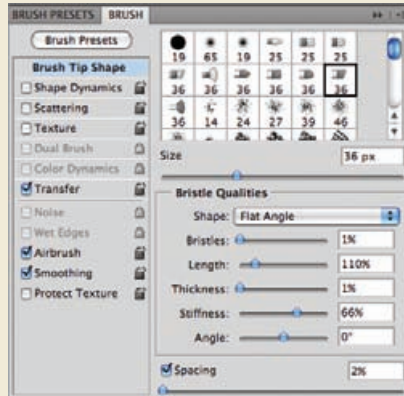 BRUSH PRESETS BRUSH
Brush Presets
19 65 19 25 25 25
Brush Tip Shape
36 36 36 36 36 36
Shape Dynamics
Scattering
36 14 24 27 39 46
Texture
Dual Brush
Size 36 px
Color Dynamics
Transfer
Bristle Qualities
Noise
Shape: Flat Angle
Wet Edges
Bristles: 1%
Airbrush
Length: 110%
Smoothing
Thickness: 1%
Protect Texture
Stiffness: 66%
Angle: 0°
Spacing 2%